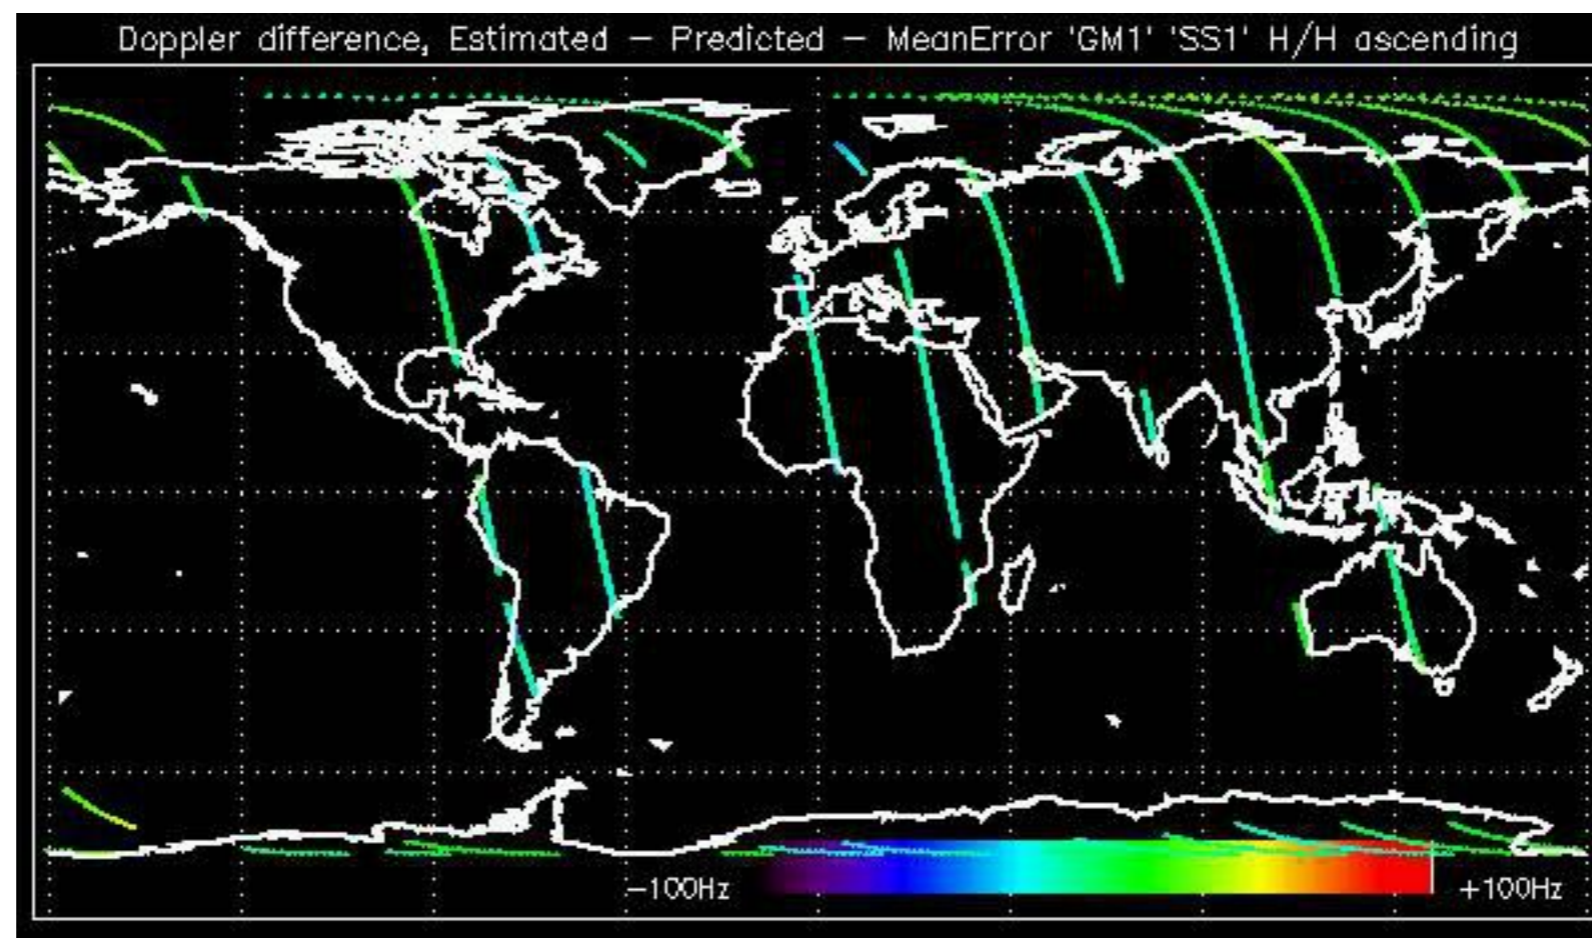 Doppler difference, Estimated – Predicted – MeanError 'GM1' 'SS1' H/H ascending
–100Hz +100Hz